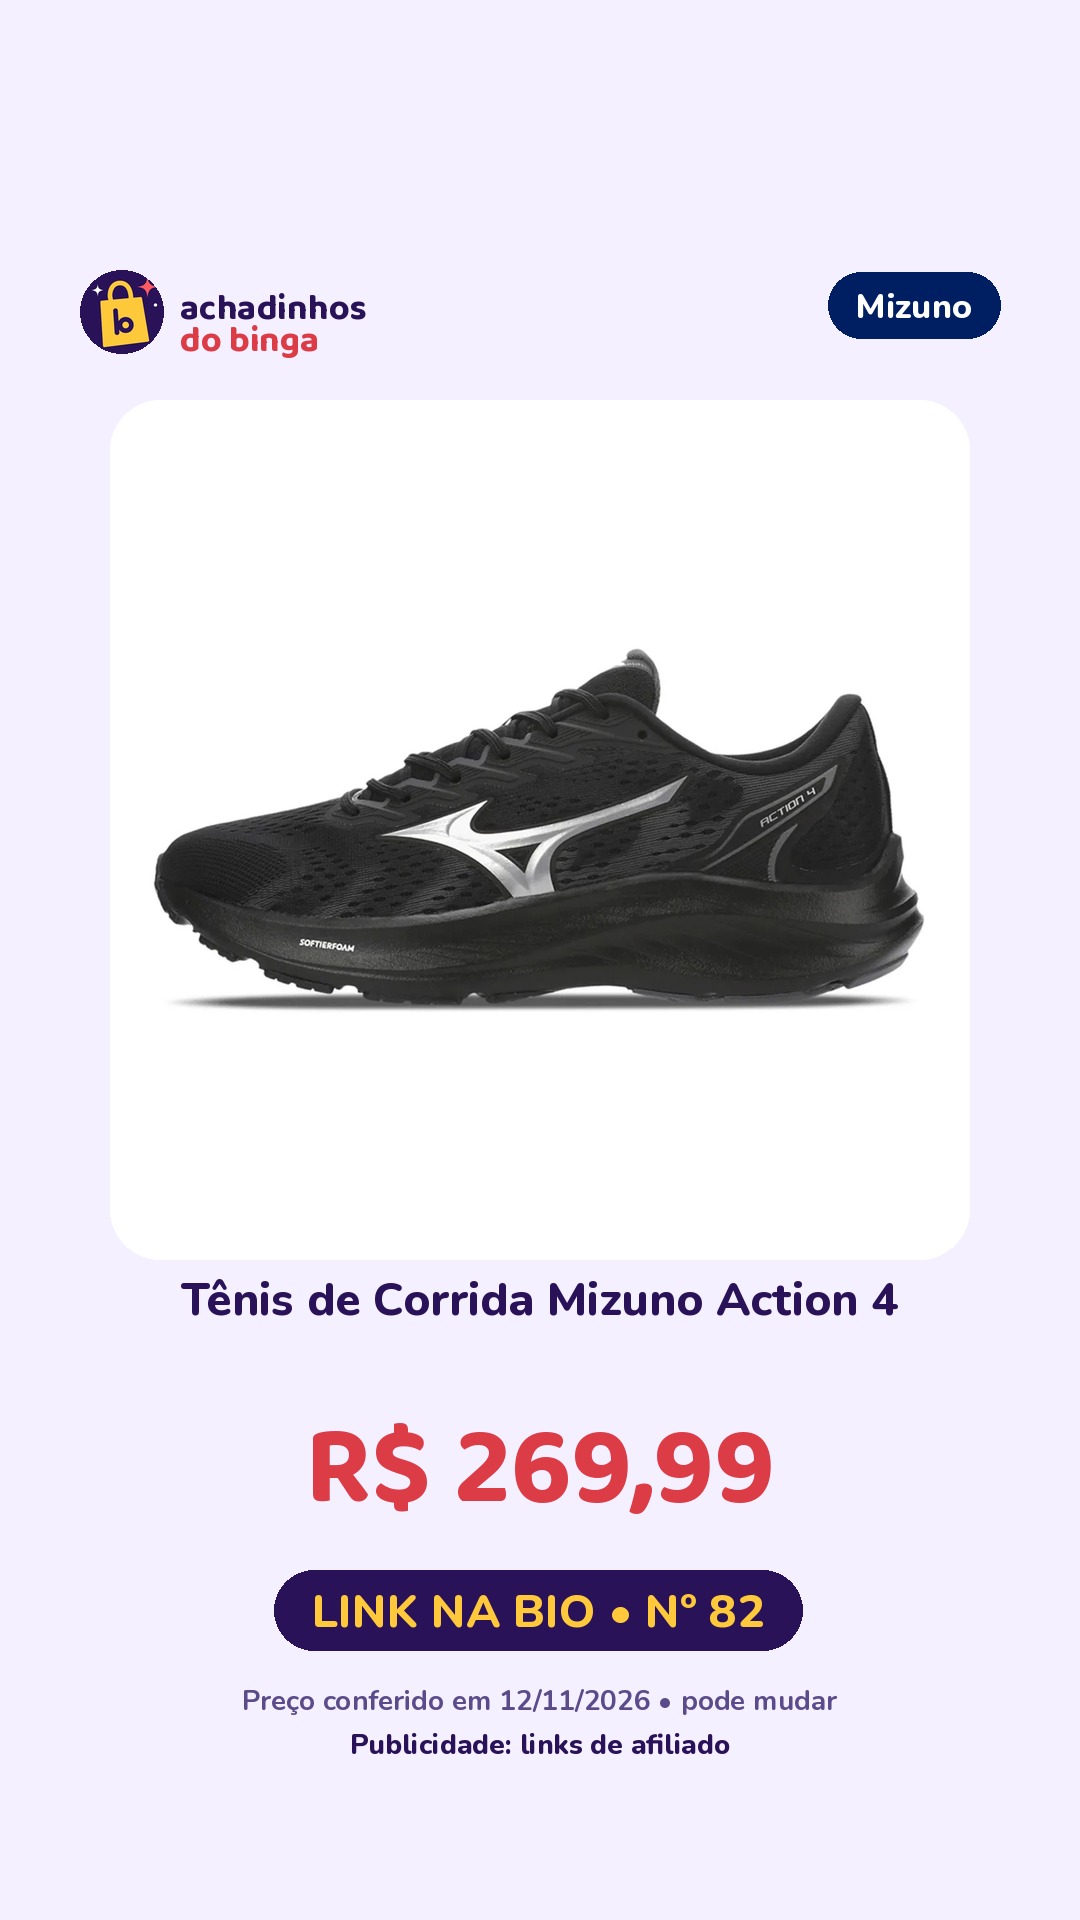 achadinhos
do binga
b
Mizuno
ACTION 4
SOFTIERFOAM
Tênis de Corrida Mizuno Action 4
R$ 269,99
LINK NA BIO • Nº 82
Preço conferido em 12/11/2026 • pode mudar
Publicidade: links de afiliado